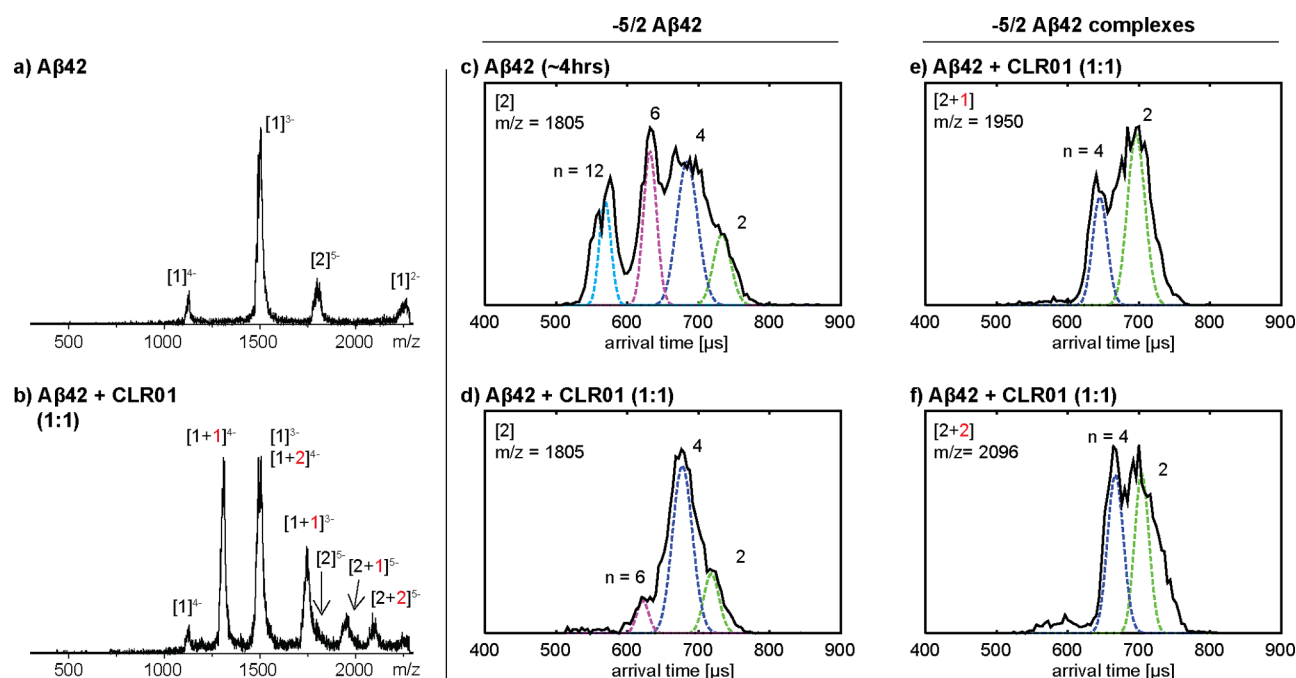 -5/2 Aβ42
-5/2 Aβ42 complexes
a) Aβ42
[1]3-
[1]4-
[2]5-
[1]2-
500 1000 1500 2000 m/z
b) Aβ42 + CLR01
(1:1)
[1+1]4-
[1]3-
[1+2]4-
[1+1]3-
[2]5-
[2+1]5-
[2+2]5-
[1]4-
500 1000 1500 2000 m/z
c) Aβ42 (~4hrs)
[2]
m/z = 1805
n = 12
6
4
2
400 500 600 700 800 900
arrival time [µs]
d) Aβ42 + CLR01 (1:1)
[2]
m/z = 1805
n = 6
4
2
400 500 600 700 800 900
arrival time [µs]
e) Aβ42 + CLR01 (1:1)
[2+1]
m/z = 1950
n = 4
2
400 500 600 700 800 900
arrival time [µs]
f) Aβ42 + CLR01 (1:1)
[2+2]
m/z= 2096
n = 4
2
400 500 600 700 800 900
arrival time [µs]